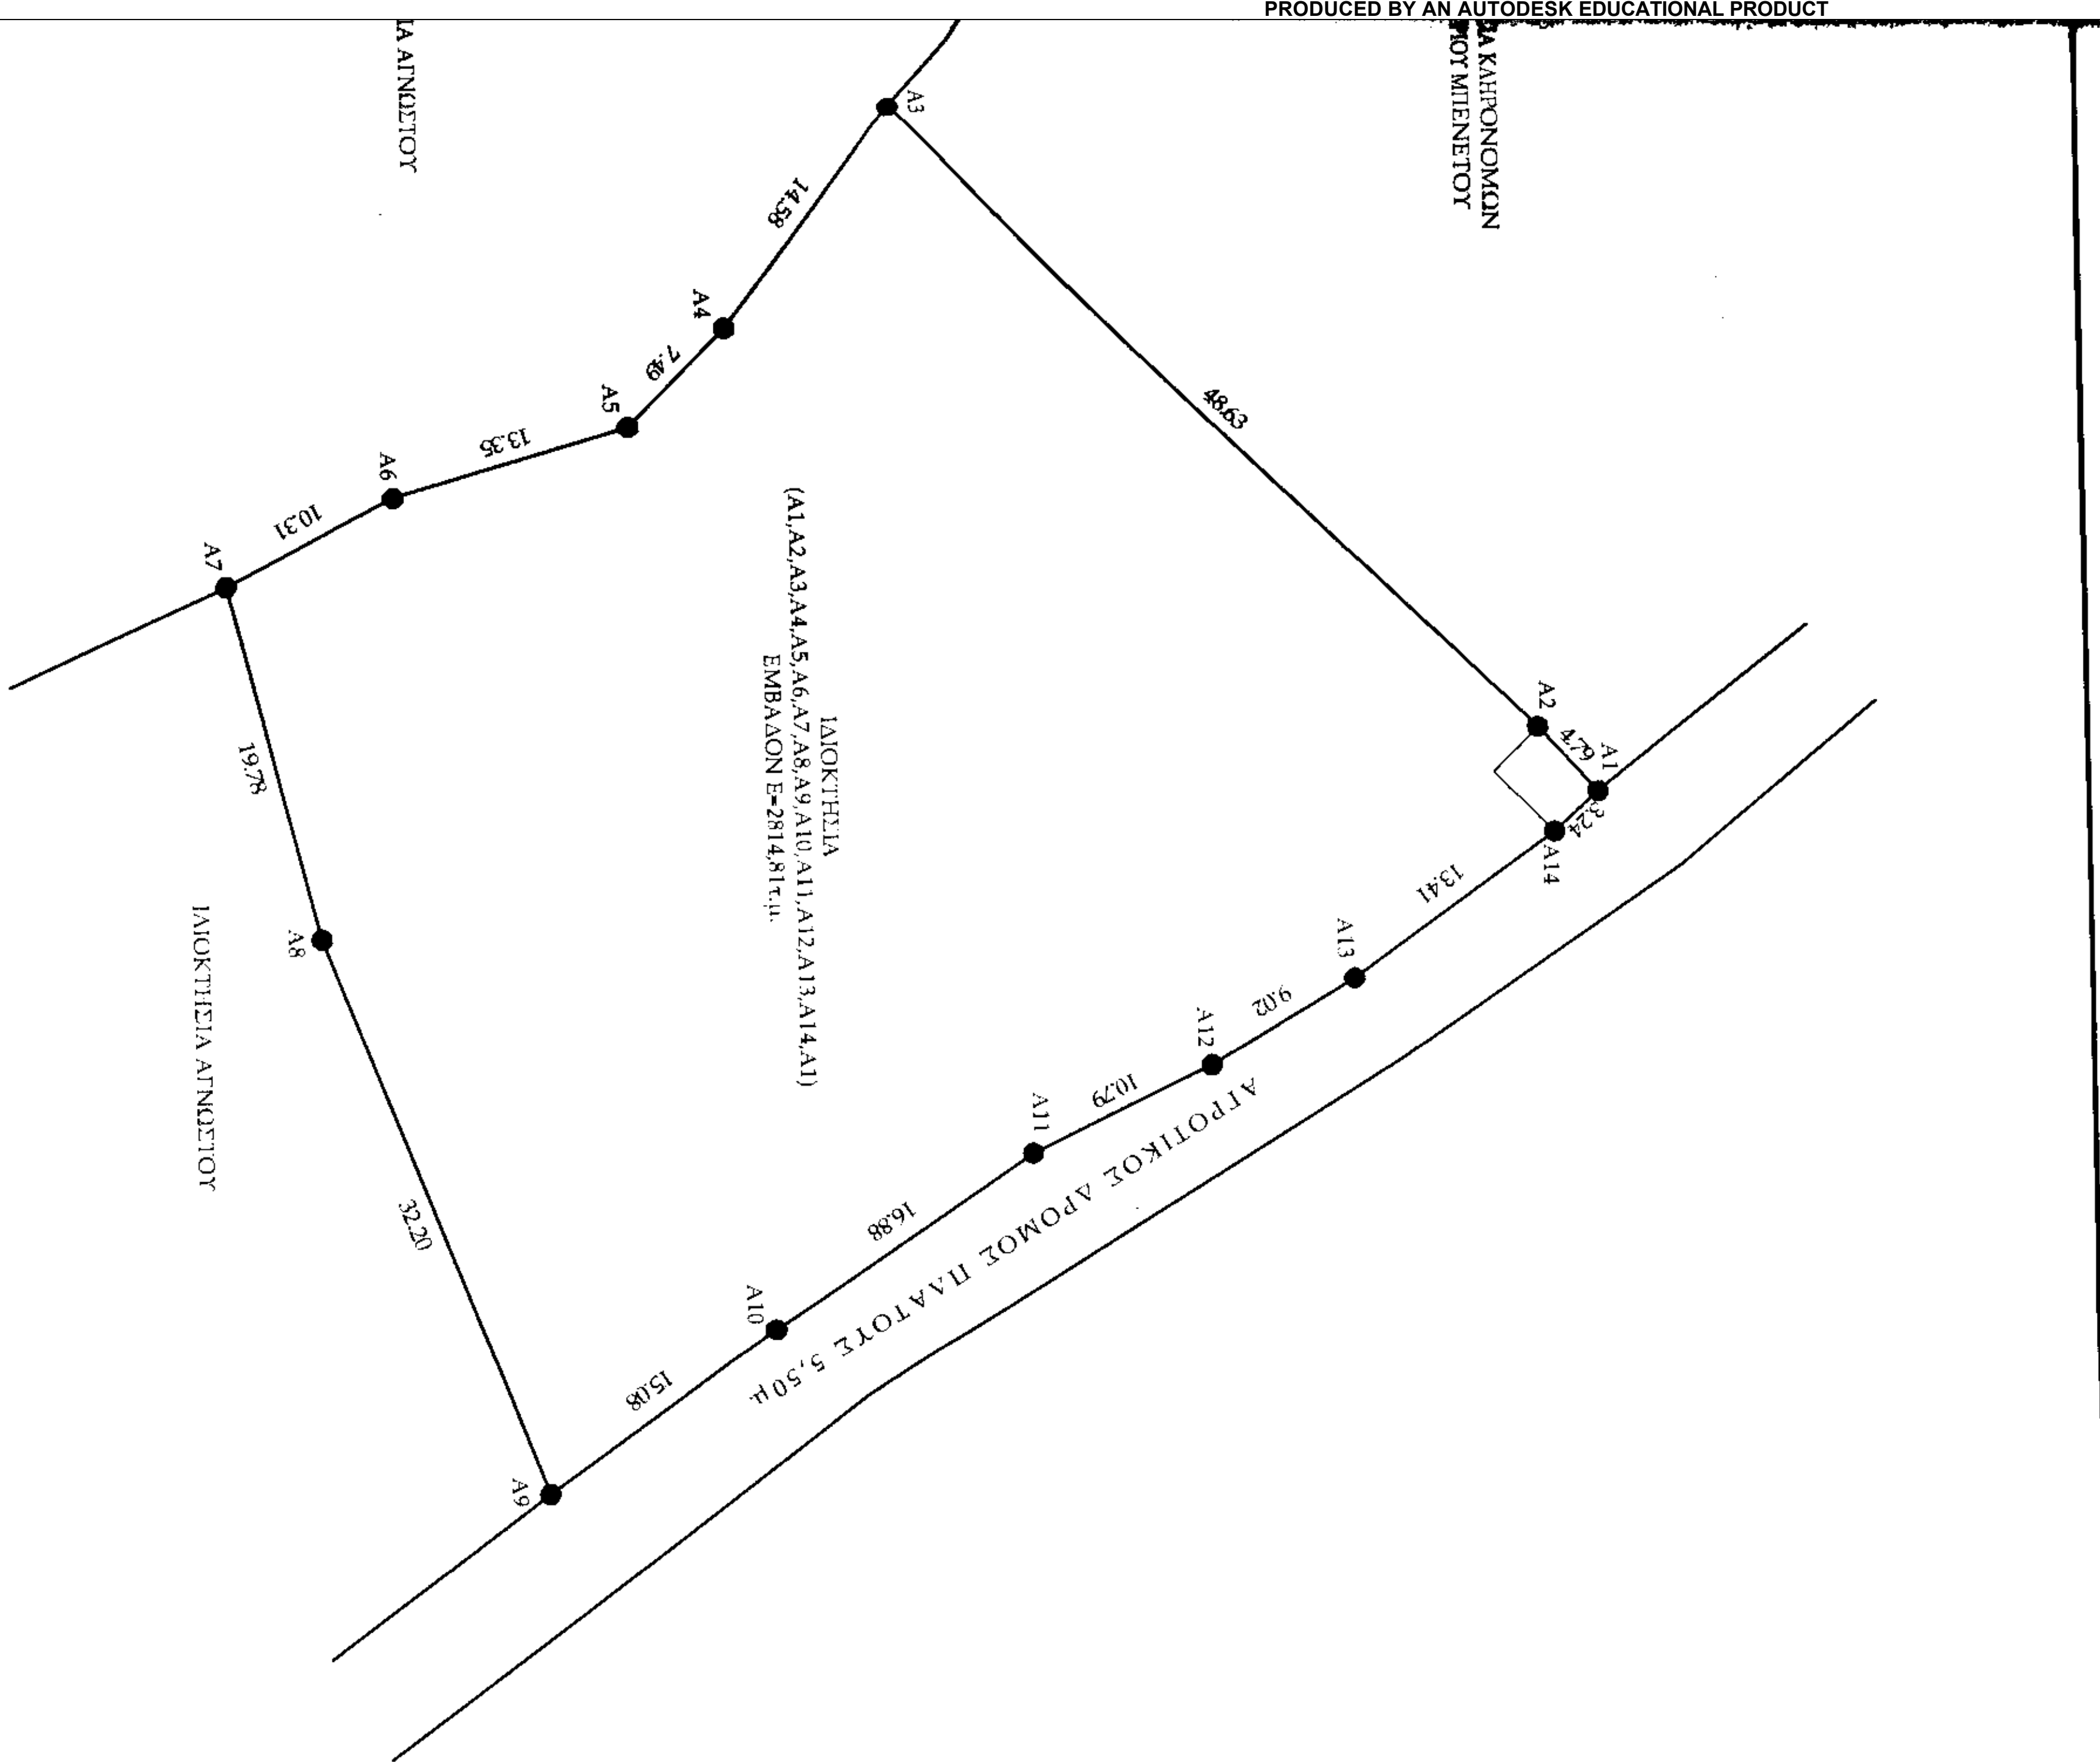 PRODUCED BY AN AUTODESK EDUCATIONAL PRODUCT
ΚΛΗΡΟΝΟΜΩΝ
ΜΠΕΝΕΤΟΥ
ΑΓΝΩΣΤΟΥ
A3
14.58
48.63
A4
7.49
A5
13.35
A6
10.31
A7
19.78
A8
32.20
A9
15.08
A10
16.88
A11
10.79
A12
9.02
A13
13.41
A14
3.24
A1
4.79
A2
ΙΔΙΟΚΤΗΣΙΑ
(A1,A2,A3,A4,A5,A6,A7,A8,A9,A10,A11,A12,A13,A14,A1)
ΕΜΒΑΔΟΝ Ε=2814,81τ.μ.
ΙΔΙΟΚΤΗΣΙΑ ΑΓΝΩΣΤΟΥ
ΑΓΡΟΤΙΚΟΣ ΔΡΟΜΟΣ ΠΛΑΤΟΥΣ 5,50μ.